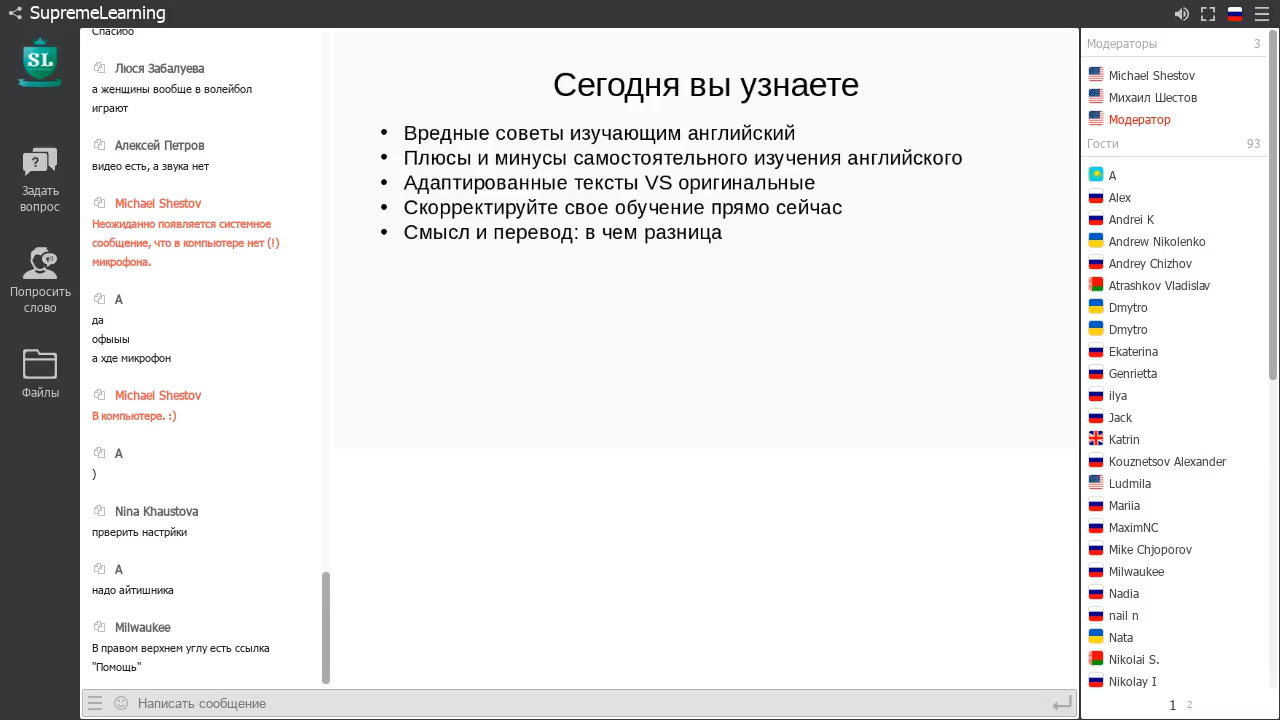 SupremeLearning
SL
Задать
вопрос
Попросить
слово
Файлы
Спасибо
Люся Забалуева
а женщины вообще в волейбол
играют
Алексей Петров
видео есть, а звука нет
Michael Shestov
Неожиданно появляется системное
сообщение, что в компьютере нет (!)
микрофона.
А
да
офыыы
а хде микрофон
Michael Shestov
В компьютере. :)
А
)
Nina Khaustova
прверить настрйки
А
надо айтишника
Milwaukee
В правом верхнем углу есть ссылка
"Помощь"
Написать сообщение
Сегодня вы узнаете
• Вредные советы изучающим английский
• Плюсы и минусы самостоятельного изучения английского
• Адаптированные тексты VS оригинальные
• Скорректируйте свое обучение прямо сейчас
• Смысл и перевод: в чем разница
Модераторы 3
Michael Shestov
Михаил Шестов
Модератор
Гости 93
А
Alex
Andrei K
Andrew Nikolenko
Andrey Chizhov
Atrashkov Vladislav
Dmytro
Dmytro
Ekaterina
Genrietta
ilya
Jack
Katrin
Kouznetsov Alexander
Ludmila
Mariia
MaximNC
Mike Chjoporov
Milwaukee
Nadia
nail n
Nata
Nikolai S.
Nikolay I
1 2